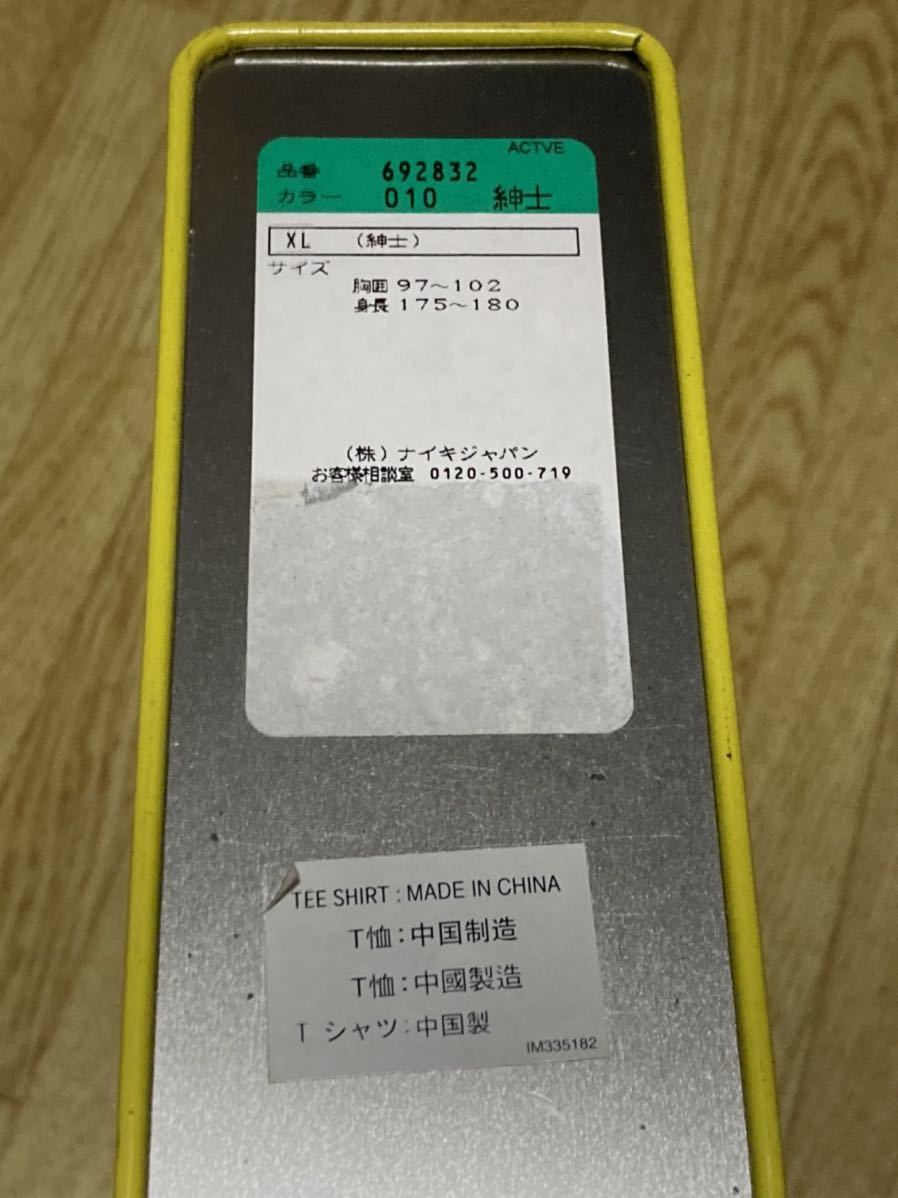 ACTVE
品番 692832
カラー 010 紳士
XL (紳士)
サイズ
胸囲 97〜102
身長 175〜180
(株)ナイキジャパン
お客様相談室 0120-500-719
TEE SHIRT : MADE IN CHINA
T恤:中国制造
T恤:中國製造
T シャツ:中国製
IM335182